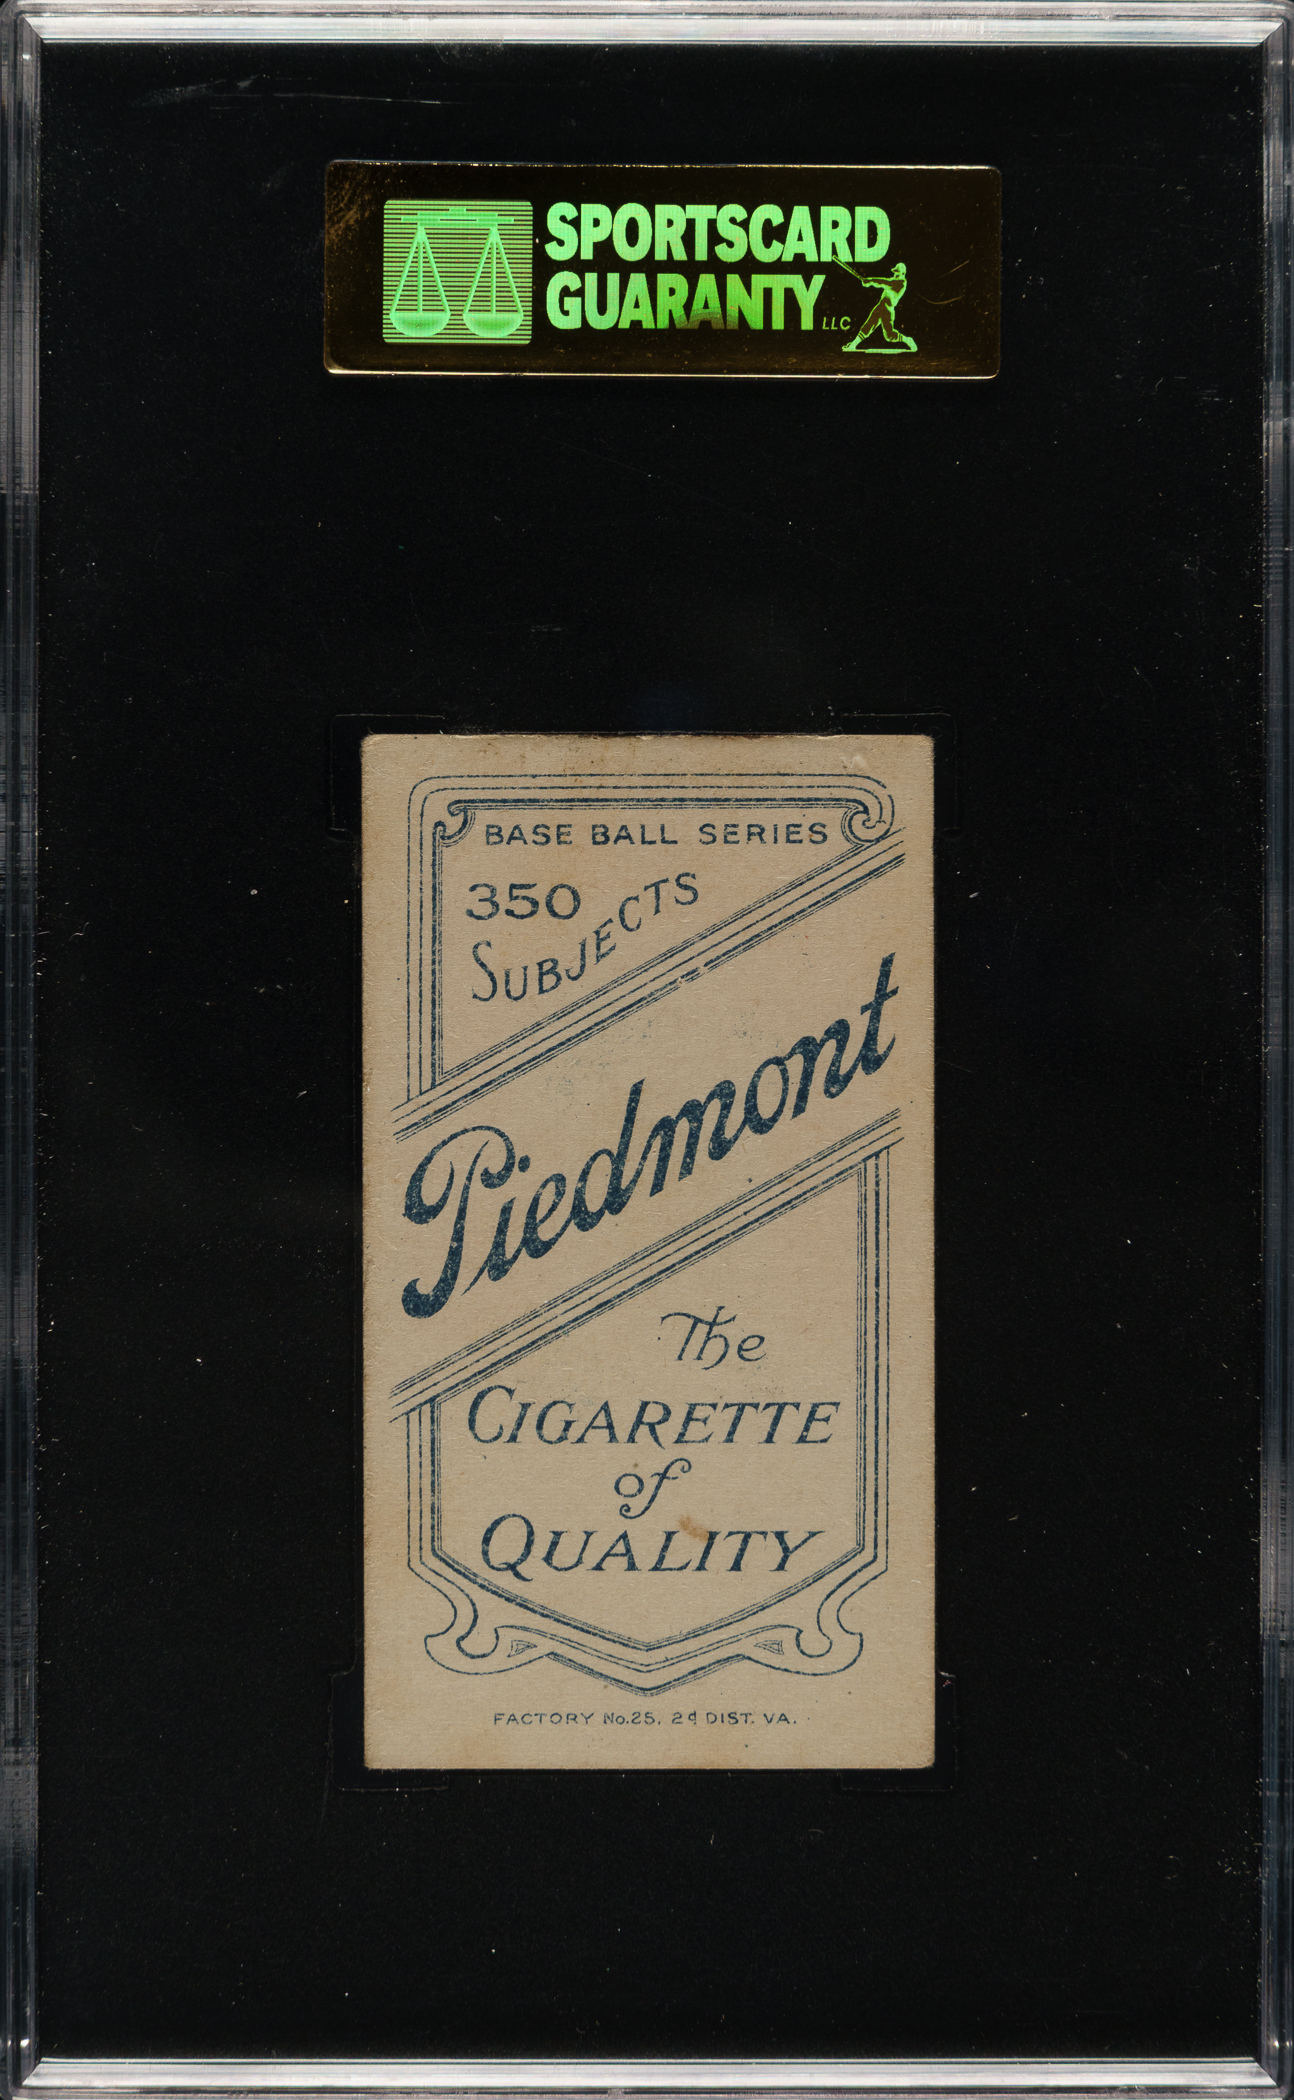 SPORTSCARD
GUARANTY LLC
BASE BALL SERIES
350
SUBJECTS
Piedmont
The
CIGARETTE
of
QUALITY
FACTORY No. 25, 2d DIST. VA.